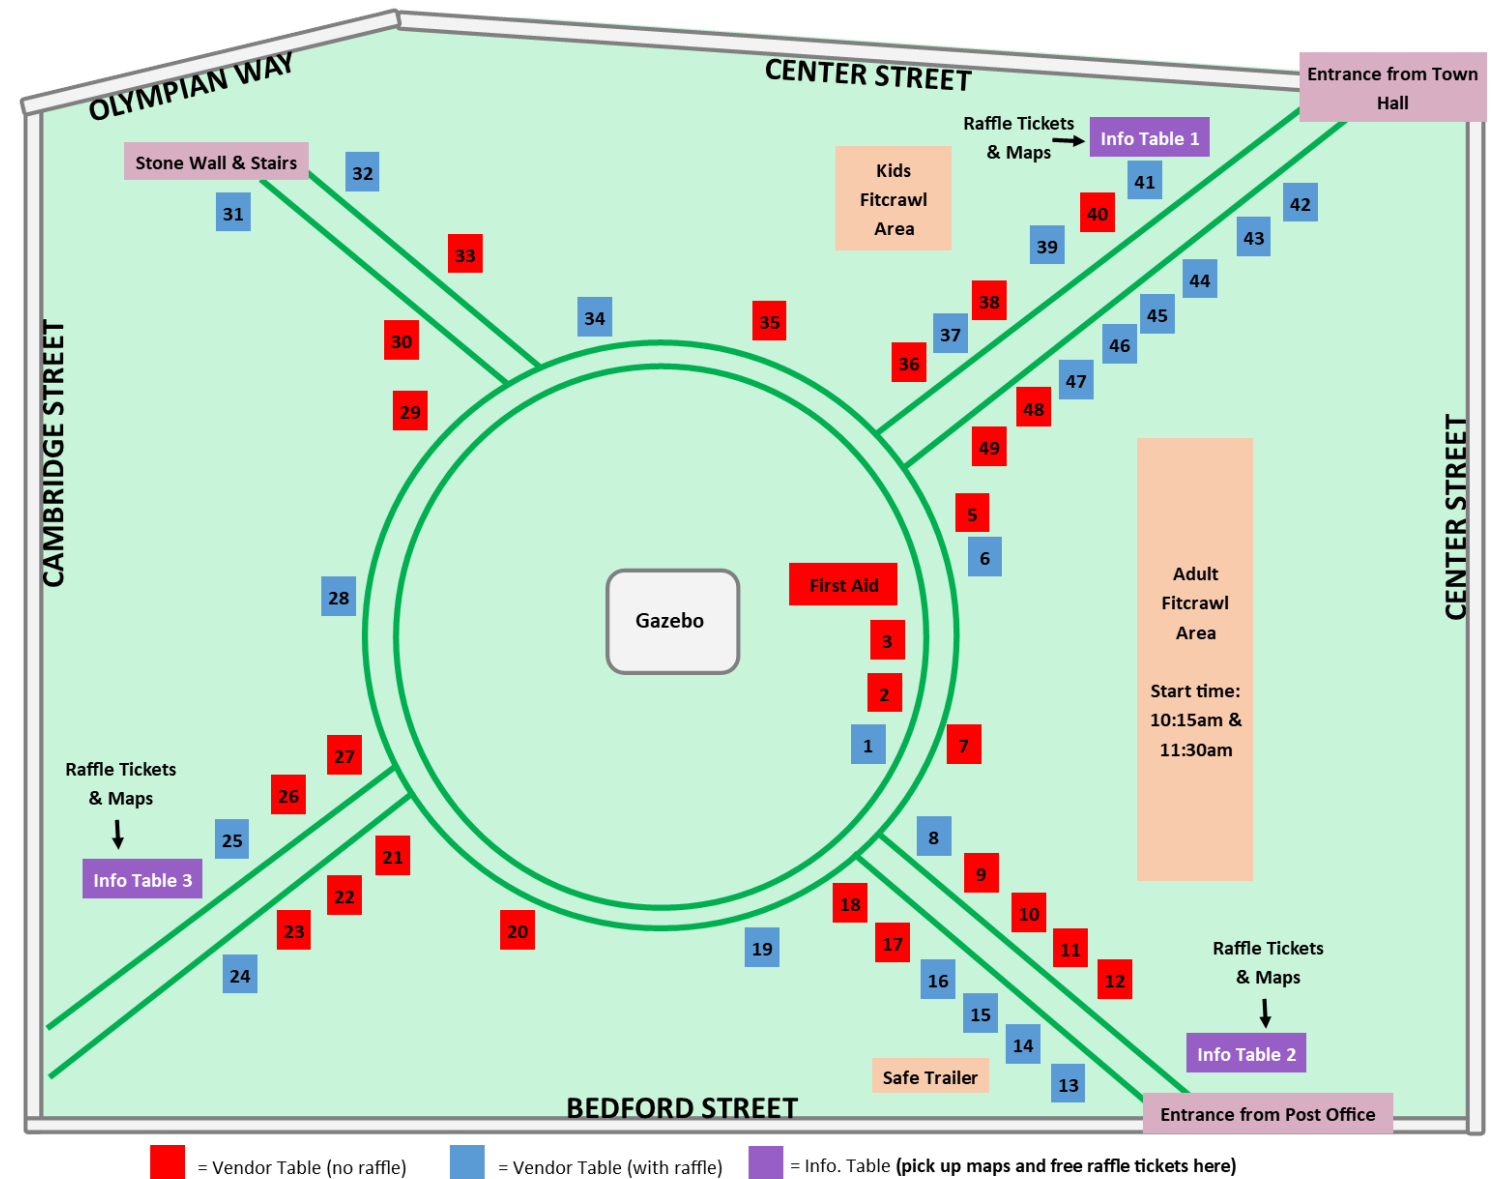 OLYMPIAN WAY
CENTER STREET
Entrance from Town
Hall
Raffle Tickets
& Maps
Info Table 1
Stone Wall & Stairs
32
31
Kids
Fitcrawl
Area
41
40
42
39
43
33
44
38
45
34
35
37
46
30
36
47
29
48
49
CAMBRIDGE STREET
CENTER STREET
5
6
First Aid
Gazebo
3
2
1
7
28
Adult
Fitcrawl
Area
Start time:
10:15am &
11:30am
27
26
25
Raffle Tickets
& Maps
Info Table 3
21
22
23
24
20
19
18
17
16
15
14
13
8
9
10
11
12
Raffle Tickets
& Maps
Info Table 2
Safe Trailer
Entrance from Post Office
BEDFORD STREET
= Vendor Table (no raffle)
= Vendor Table (with raffle)
= Info. Table (pick up maps and free raffle tickets here)